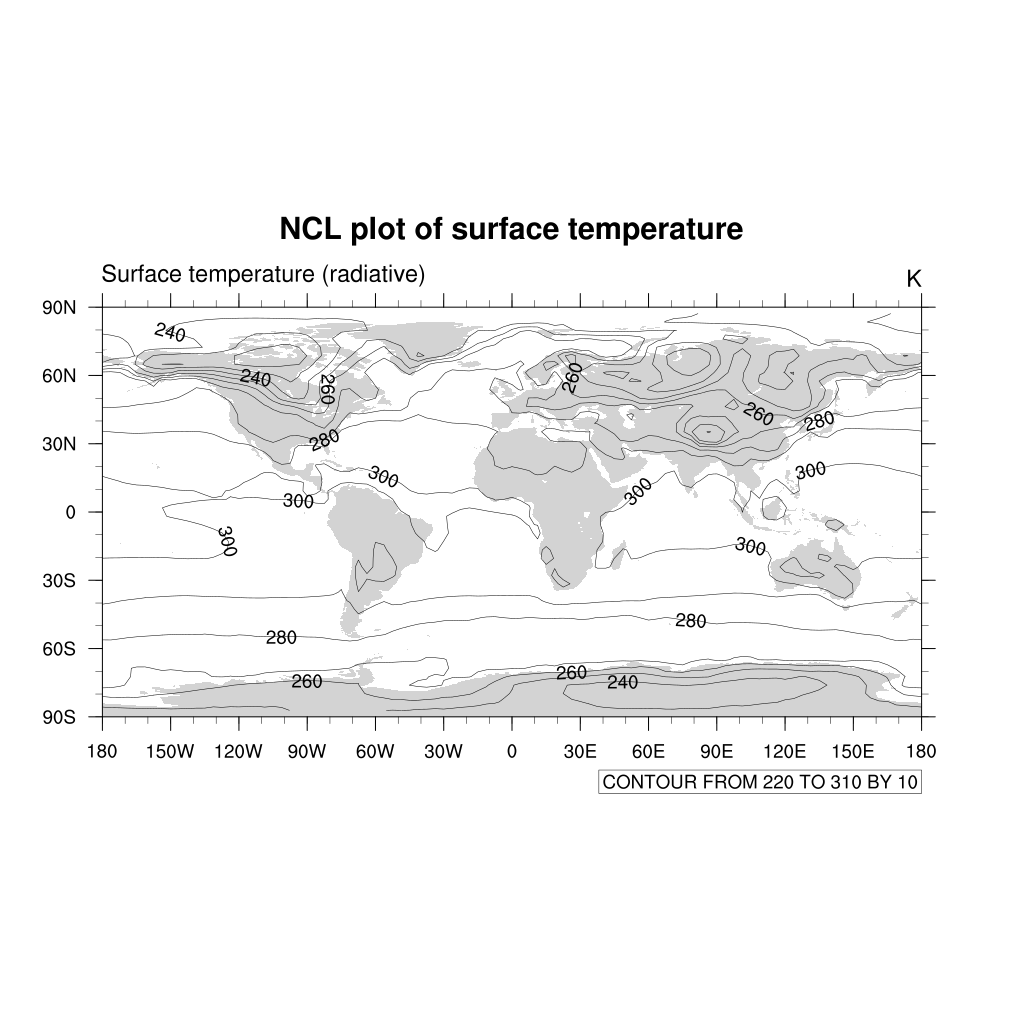 NCL plot of surface temperature
Surface temperature (radiative)
K
90N
60N
30N
0
30S
60S
90S
240
240
260
260
260
280
280
300
300
300
300
300
300
280
280
260
260
240
180 150W 120W 90W 60W 30W 0 30E 60E 90E 120E 150E 180
CONTOUR FROM 220 TO 310 BY 10